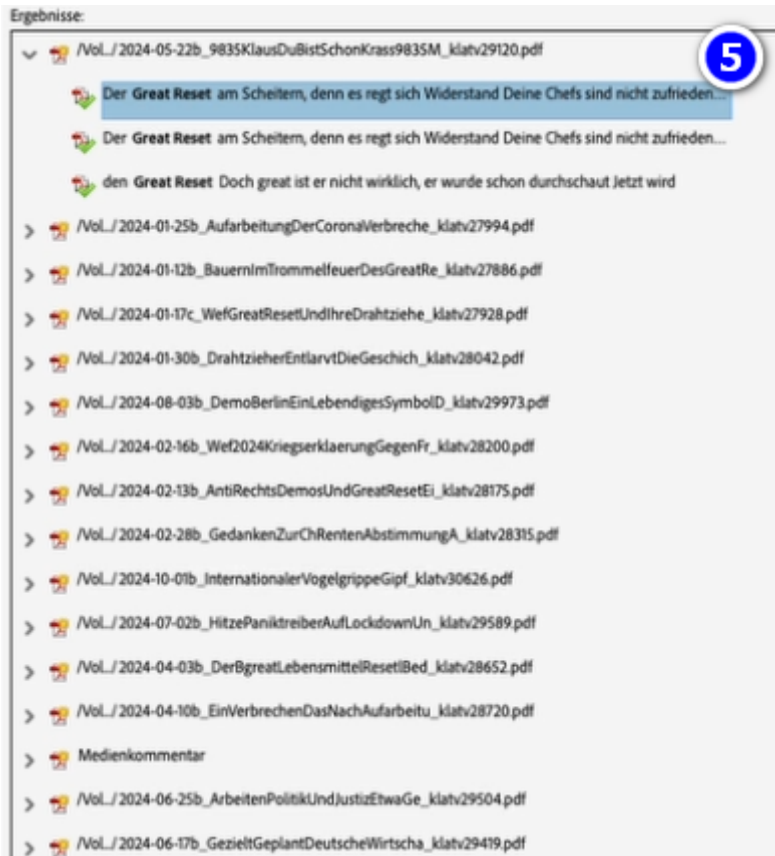 Ergebnisse:
/Vol../2024-05-22b_9835KlausDuBistSchonKrass9835M_klatv29120.pdf
5
Der Great Reset am Scheitern, denn es regt sich Widerstand Deine Chefs sind nicht zufrieden...
Der Great Reset am Scheitern, denn es regt sich Widerstand Deine Chefs sind nicht zufrieden...
den Great Reset Doch great ist er nicht wirklich, er wurde schon durchschaut Jetzt wird
/Vol../2024-01-25b_AufarbeitungDerCoronaVerbreche_klatv27994.pdf
/Vol../2024-01-12b_BauernImTrommelfeuerDesGreatRe_klatv27886.pdf
/Vol../2024-01-17c_WefGreatResetUndIhreDrahtziehe_klatv27928.pdf
/Vol../2024-01-30b_DrahtzieherEntlarvtDieGeschich_klatv28042.pdf
/Vol../2024-08-03b_DemoBerlinEinLebendigesSymbolD_klatv29973.pdf
/Vol../2024-02-16b_Wef2024KriegserklaerungGegenFr_klatv28200.pdf
/Vol../2024-02-13b_AntiRechtsDemosUndGreatResetEi_klatv28175.pdf
/Vol../2024-02-28b_GedankenZurChRentenAbstimmungA_klatv28315.pdf
/Vol../2024-10-01b_InternationalerVogelgrippeGipf_klatv30626.pdf
/Vol../2024-07-02b_HitzePaniktreiberAufLockdownUn_klatv29589.pdf
/Vol../2024-04-03b_DerBgreatLebensmittelResetlBed_klatv28652.pdf
/Vol../2024-04-10b_EinVerbrechenDasNachAufarbeitu_klatv28720.pdf
Medienkommentar
/Vol../2024-06-25b_ArbeitenPolitikUndJustizEtwaGe_klatv29504.pdf
/Vol../2024-06-17b_GezieltGeplantDeutscheWirtscha_klatv29419.pdf